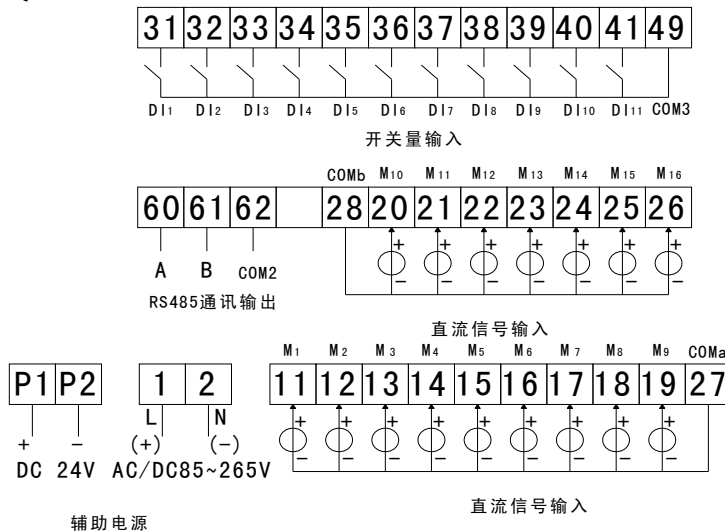 31 32 33 34 35 36 37 38 39 40 41 49
DI1 DI2 DI3 DI4 DI5 DI6 DI7 DI8 DI9 DI10 DI11 COM3
开关量输入
COMb M10 M11 M12 M13 M14 M15 M16
60 61 62 28 20 21 22 23 24 25 26
+ + + + + + +
A B COM2 − − − − − − −
RS485通讯输出
直流信号输入
M1 M2 M3 M4 M5 M6 M7 M8 M9 COMa
P1 P2 1 2 11 12 13 14 15 16 17 18 19 27
L N + + + + + + + + +
+ − (+) (−) − − − − − − − − −
DC 24V AC/DC85~265V
直流信号输入
辅助电源